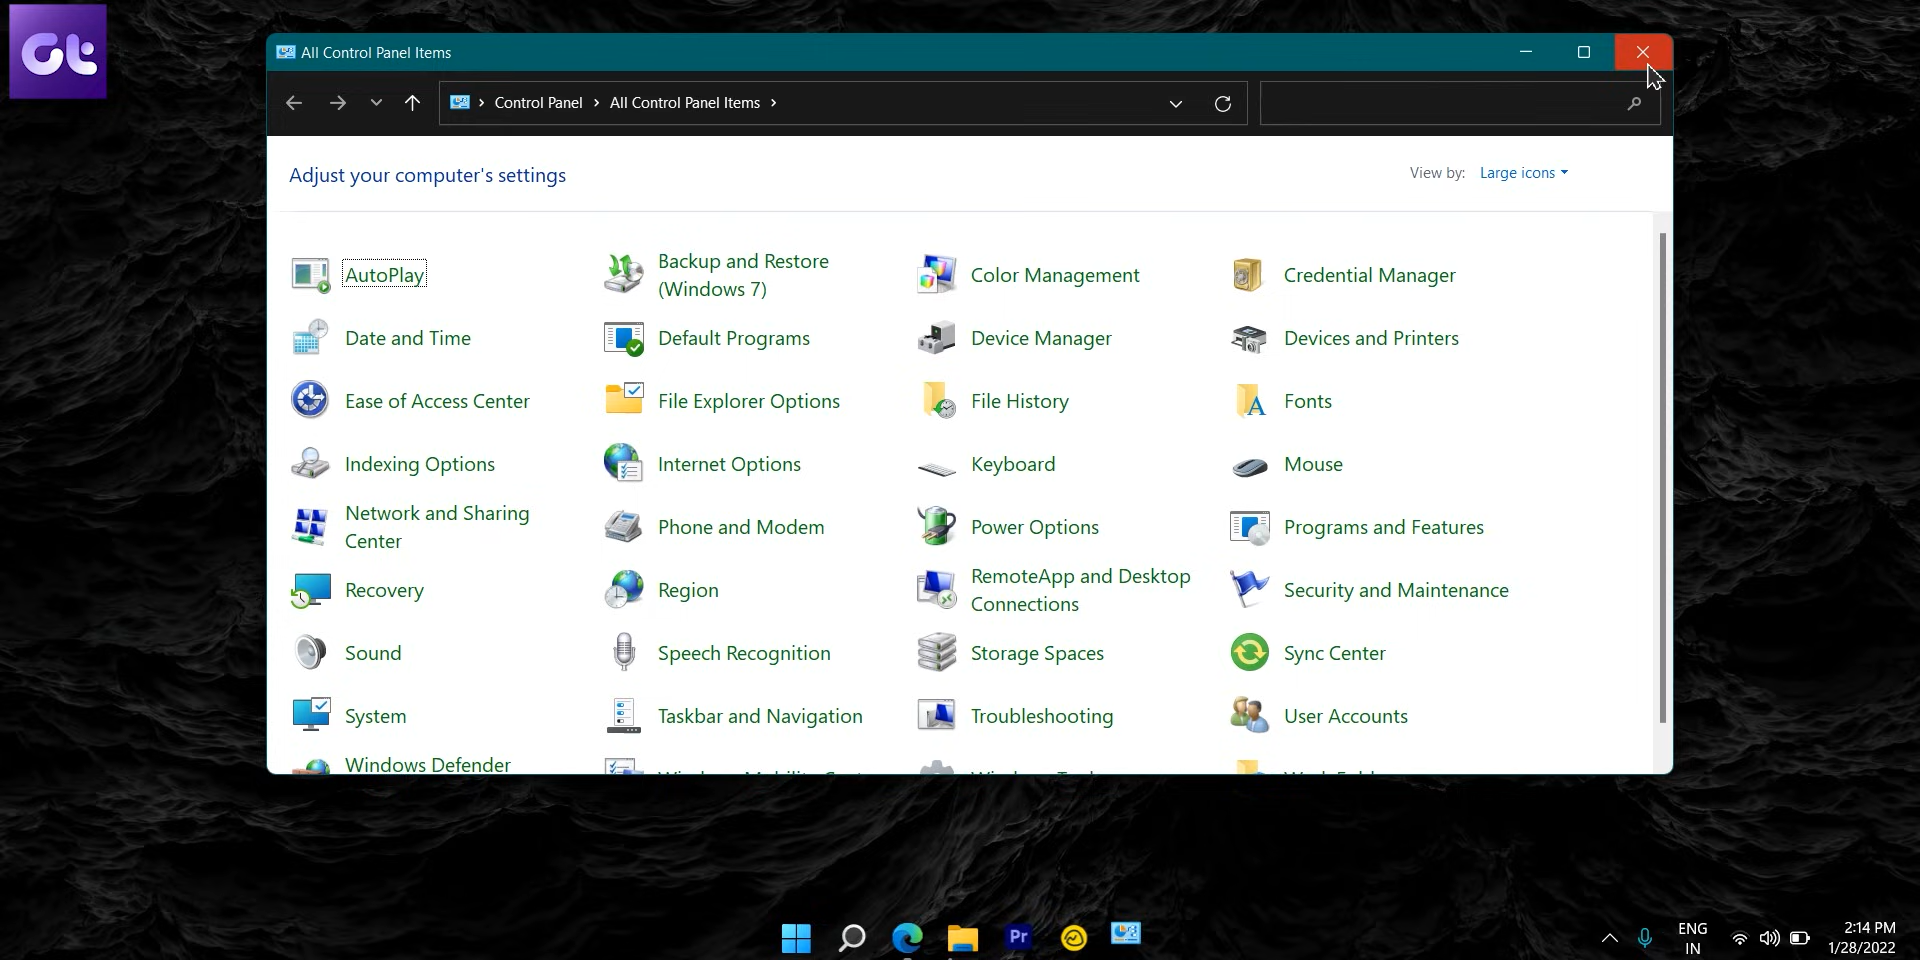 Gt
All Control Panel Items
Control Panel > All Control Panel Items >
Adjust your computer's settings
View by: Large icons
AutoPlay
Backup and Restore
(Windows 7)
Color Management
Credential Manager
Date and Time
Default Programs
Device Manager
Devices and Printers
Ease of Access Center
File Explorer Options
File History
Fonts
Indexing Options
Internet Options
Keyboard
Mouse
Network and Sharing
Center
Phone and Modem
Power Options
Programs and Features
Recovery
Region
RemoteApp and Desktop
Connections
Security and Maintenance
Sound
Speech Recognition
Storage Spaces
Sync Center
System
Taskbar and Navigation
Troubleshooting
User Accounts
Windows Defender
Pr
ENG
IN
2:14 PM
1/28/2022